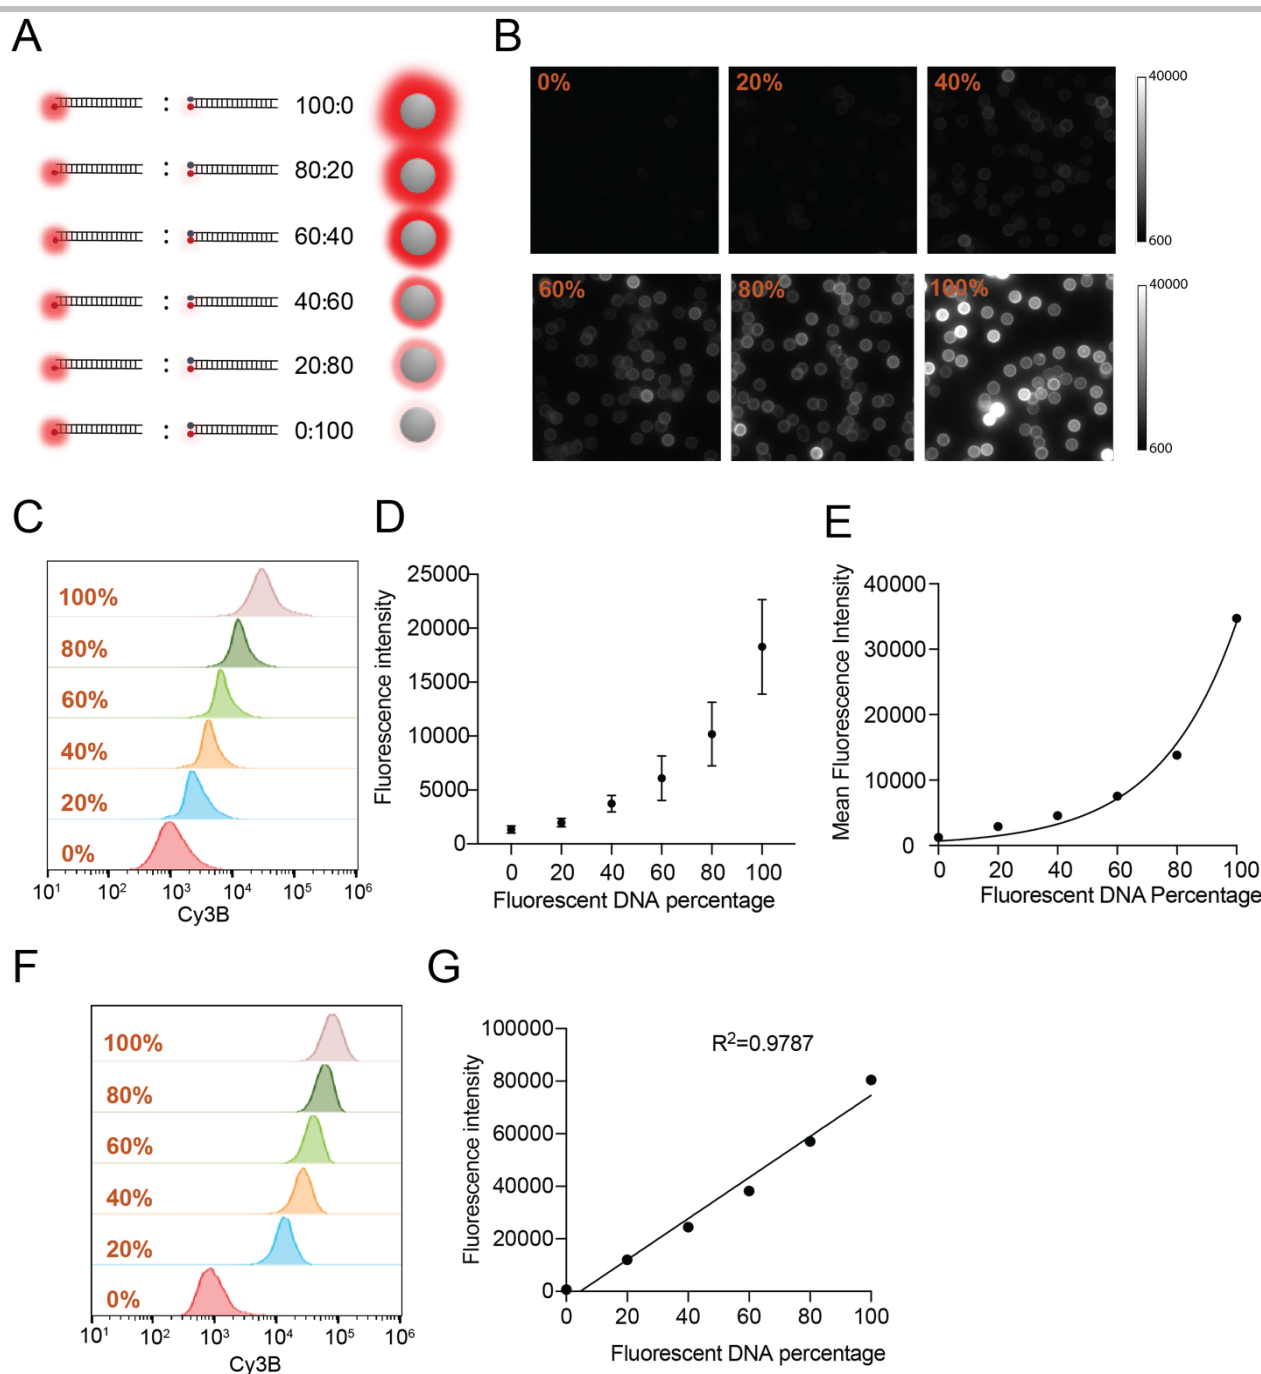 A
100:0
80:20
60:40
40:60
20:80
0:100
B
0%
20%
40%
40000
600
60%
80%
100%
40000
600
C
100%
80%
60%
40%
20%
0%
10¹ 10² 10³ 10⁴ 10⁵ 10⁶
Cy3B
D
Fluorescence intensity
25000
20000
15000
10000
5000
0
0 20 40 60 80 100
Fluorescent DNA percentage
E
Mean Fluorescence Intensity
40000
30000
20000
10000
0
0 20 40 60 80 100
Fluorescent DNA Percentage
F
100%
80%
60%
40%
20%
0%
10¹ 10² 10³ 10⁴ 10⁵ 10⁶
Cy3B
G
Fluorescence intensity
100000
80000
60000
40000
20000
0
R²=0.9787
0 20 40 60 80 100
Fluorescent DNA percentage